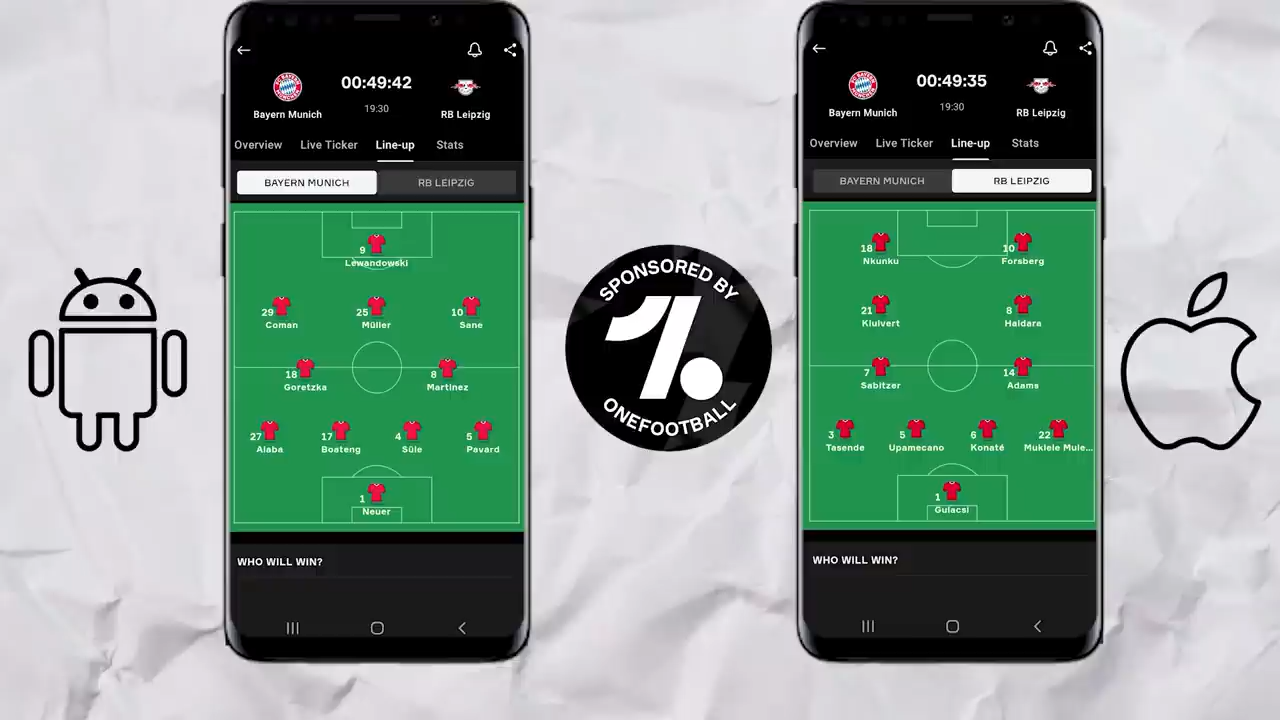 00:49:42
19:30
Bayern Munich
RB Leipzig
Overview Live Ticker Line-up Stats
BAYERN MUNICH RB LEIPZIG
9
Lewandowski
29 25 10
Coman Müller Sane
18 8
Goretzka Martinez
27 17 4 5
Alaba Boateng Süle Pavard
1
Neuer
WHO WILL WIN?
SPONSORED BY
ONEFOOTBALL
00:49:35
19:30
Bayern Munich
RB Leipzig
Overview Live Ticker Line-up Stats
BAYERN MUNICH RB LEIPZIG
18 10
Nkunku Forsberg
21 8
Kluivert Haidara
7 14
Sabitzer Adams
3 5 6 22
Tasende Upamecano Konaté Mukiele Mule...
1
Gulacsi
WHO WILL WIN?